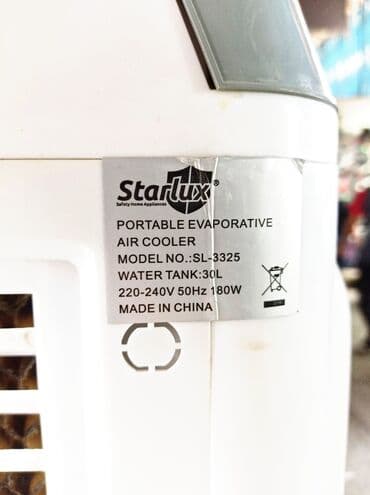 Starlux®
Safety Home Appliances
PORTABLE EVAPORATIVE
AIR COOLER
MODEL NO.:SL-3325
WATER TANK:30L
220-240V 50Hz 180W
MADE IN CHINA